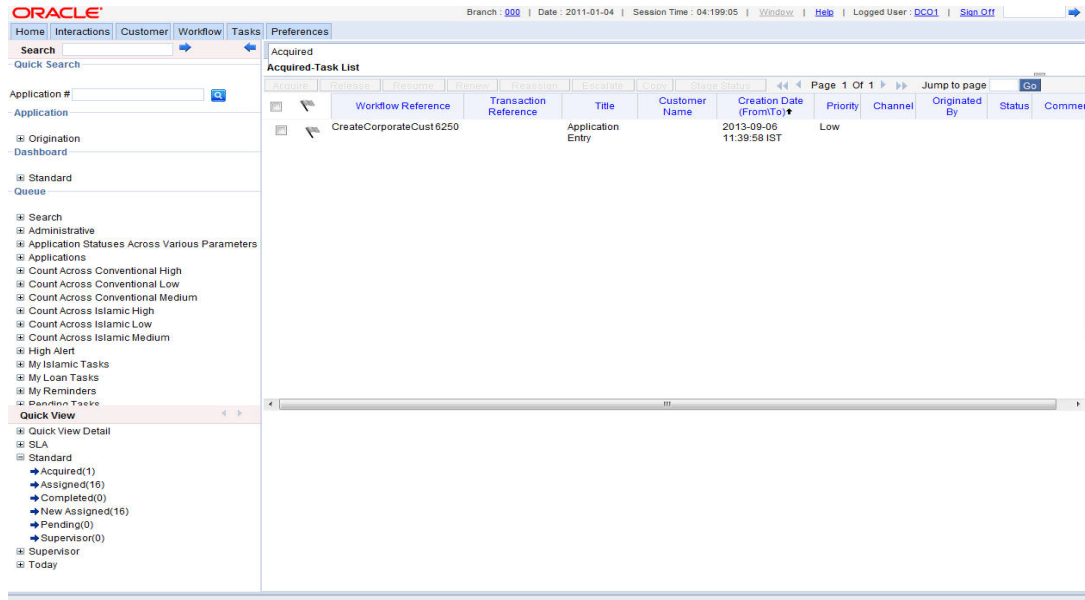 ORACLE
Branch : 000 | Date : 2011-01-04 | Session Time : 04:199:05 | Window | Help | Logged User : DCO1 | Sign Off
Home Interactions Customer Workflow Tasks Preferences
Search
Quick Search
Application #
Application
Origination
Dashboard
Standard
Queue
Search
Administrative
Application Statuses Across Various Parameters
Applications
Count Across Conventional High
Count Across Conventional Low
Count Across Conventional Medium
Count Across Islamic High
Count Across Islamic Low
Count Across Islamic Medium
High Alert
My Islamic Tasks
My Loan Tasks
My Reminders
Pending Tasks
Quick View
Quick View Detail
SLA
Standard
Acquired(1)
Assigned(16)
Completed(0)
New Assigned(16)
Pending(0)
Supervisor(0)
Supervisor
Today
Acquired
Acquired-Task List
Acquire Release Resume Renew Reassign Escalate Copy Stage Status Page 1 Of 1 Jump to page Go
Workflow Reference Transaction Reference Title Customer Name Creation Date (From\To) Priority Channel Originated By Status Commen
CreateCorporateCust6250 Application Entry 2013-09-06 11:39:58 IST Low